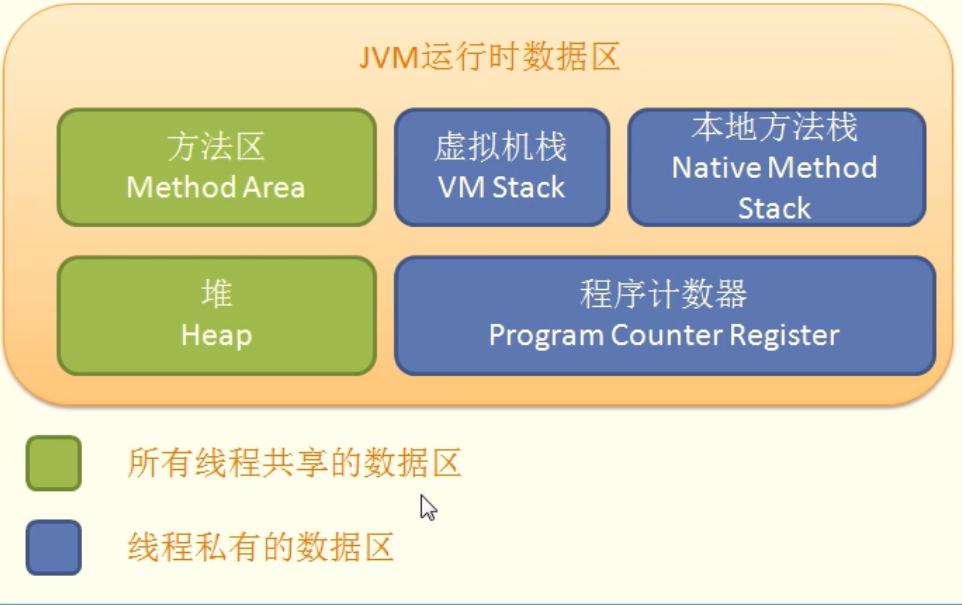 JVM运行时数据区
方法区
Method Area
虚拟机栈
VM Stack
本地方法栈
Native Method
Stack
堆
Heap
程序计数器
Program Counter Register
所有线程共享的数据区
线程私有的数据区